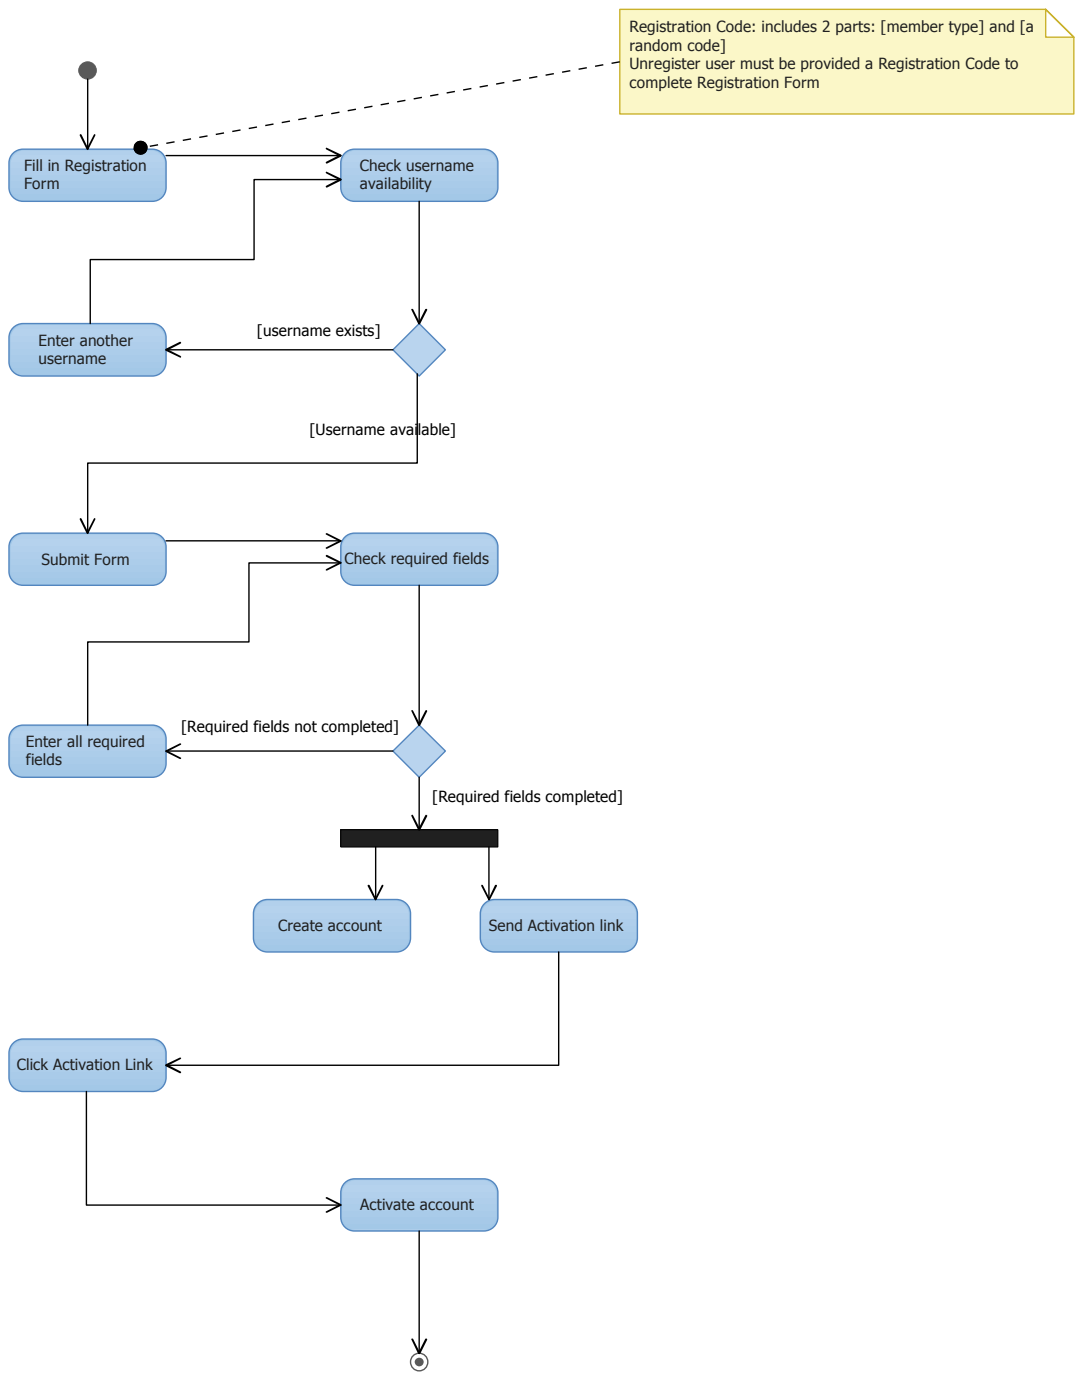 Registration Code: includes 2 parts: [member type] and [a
random code]
Unregister user must be provided a Registration Code to
complete Registration Form
Fill in Registration
Form
Check username
availability
Enter another
username
[username exists]
[Username available]
Submit Form
Check required fields
Enter all required
fields
[Required fields not completed]
[Required fields completed]
Create account
Send Activation link
Click Activation Link
Activate account